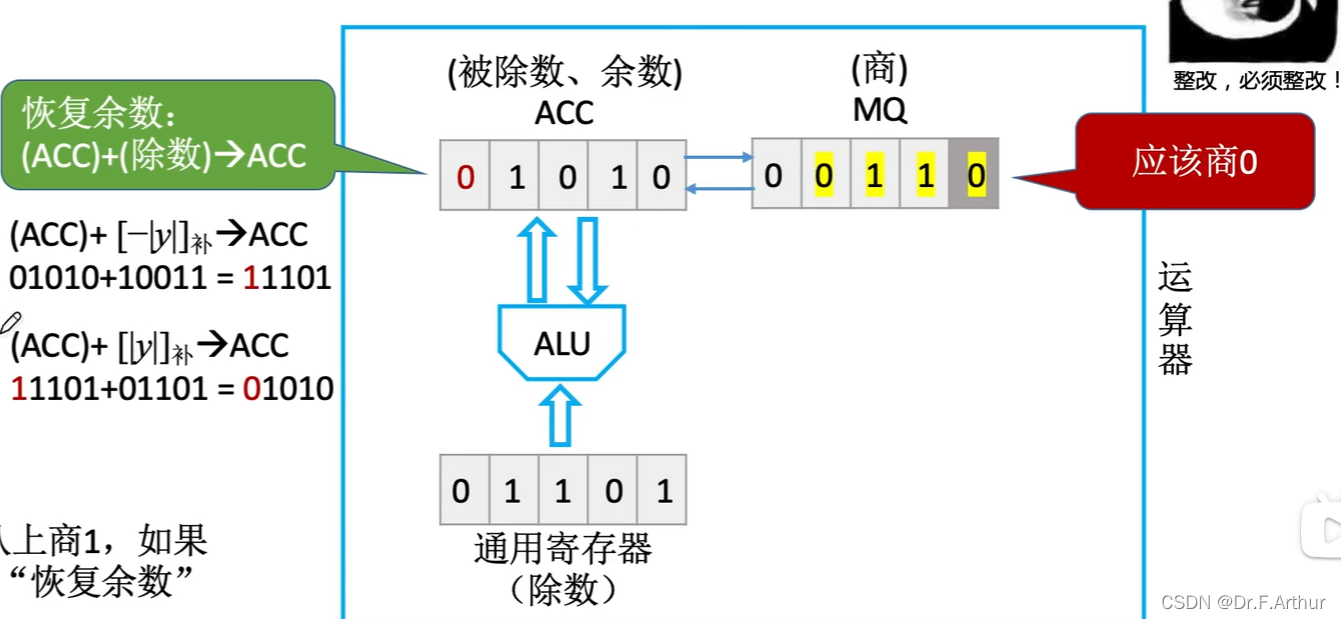 整改，必须整改！
(被除数、余数)
ACC
(商)
MQ
恢复余数：
(ACC)+(除数)→ACC
0 1 0 1 0
0 0 1 1 0
应该商0
(ACC)+ [−|y|]补→ACC
01010+10011 = 11101
(ACC)+ [|y|]补→ACC
11101+01101 = 01010
ALU
运算器
0 1 1 0 1
通用寄存器
（除数）
上商1，如果
“恢复余数”
CSDN @Dr.F.Arthur